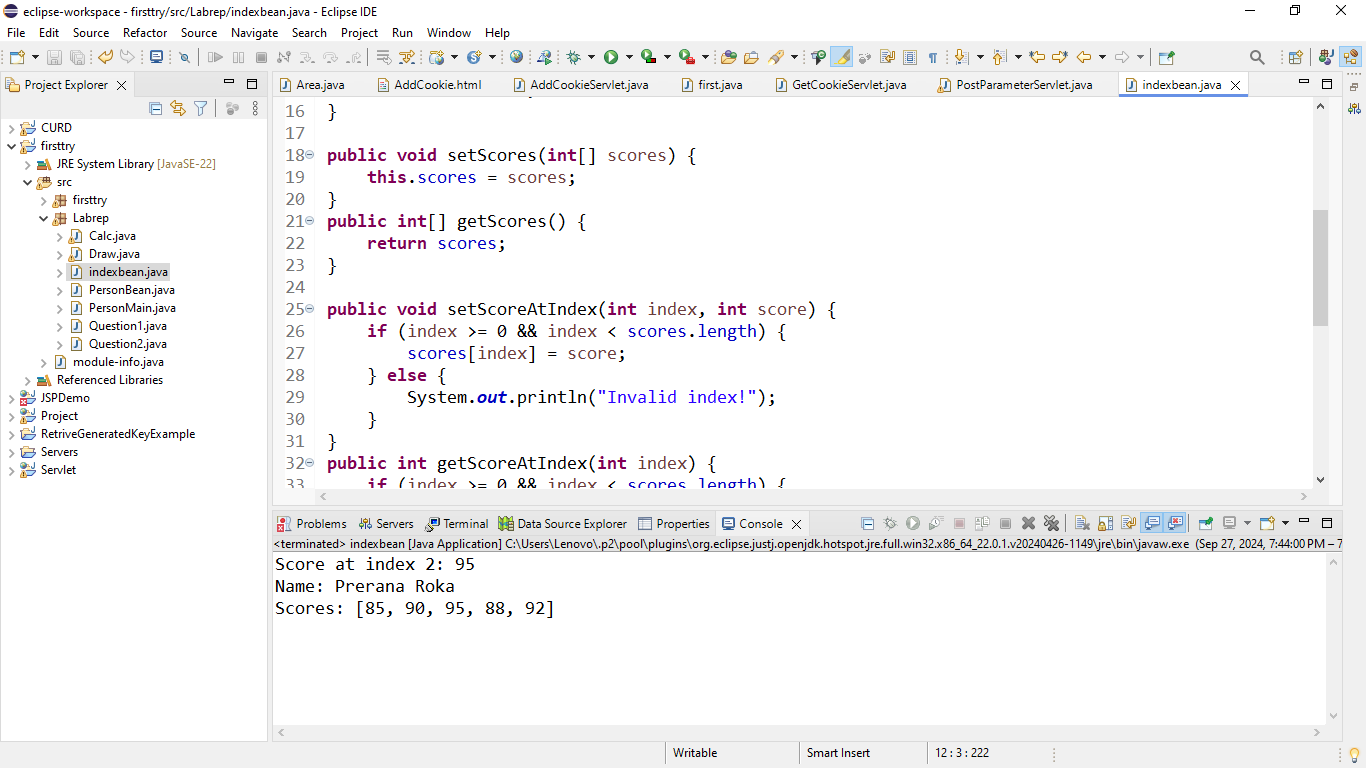 eclipse-workspace - firsttry/src/Labrep/indexbean.java - Eclipse IDE
File Edit Source Refactor Source Navigate Search Project Run Window Help
Project Explorer
CURD
firsttry
JRE System Library [JavaSE-22]
src
firsttry
Labrep
Calc.java
Draw.java
indexbean.java
PersonBean.java
PersonMain.java
Question1.java
Question2.java
module-info.java
Referenced Libraries
JSPDemo
Project
RetriveGeneratedKeyExample
Servers
Servlet
Area.java AddCookie.html AddCookieServlet.java first.java GetCookieServlet.java PostParameterServlet.java indexbean.java
16 }
17
18 public void setScores(int[] scores) {
19 this.scores = scores;
20 }
21 public int[] getScores() {
22 return scores;
23 }
24
25 public void setScoreAtIndex(int index, int score) {
26 if (index >= 0 && index < scores.length) {
27 scores[index] = score;
28 } else {
29 System.out.println("Invalid index!");
30 }
31 }
32 public int getScoreAtIndex(int index) {
33 if (index >= 0 && index < scores.length) {
Problems Servers Terminal Data Source Explorer Properties Console
<terminated> indexbean [Java Application] C:\Users\Lenovo\.p2\pool\plugins\org.eclipse.justj.openjdk.hotspot.jre.full.win32.x86_64_22.0.1.v20240426-1149\jre\bin\javaw.exe (Sep 27, 2024, 7:44:00 PM – 7
Score at index 2: 95
Name: Prerana Roka
Scores: [85, 90, 95, 88, 92]
Writable Smart Insert 12 : 3 : 222